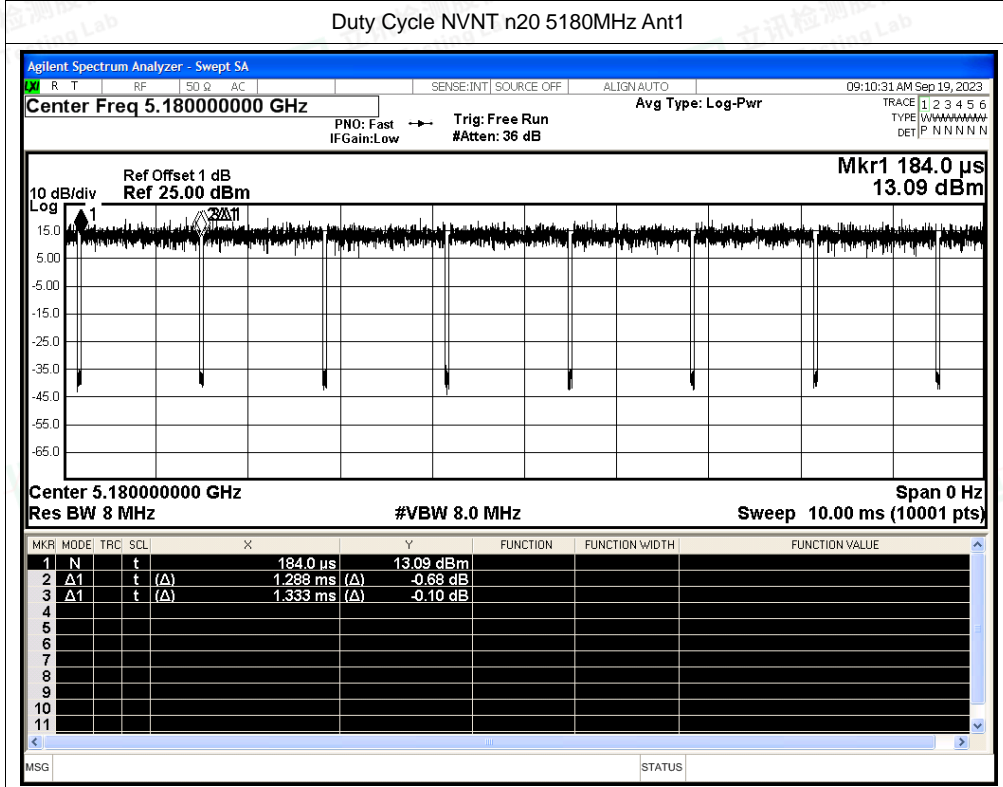 Duty Cycle NVNT n20 5180MHz Ant1
Agilent Spectrum Analyzer - Swept SA
LXI R T RF 50 Ω AC SENSE:INT SOURCE OFF ALIGN AUTO 09:10:31 AM Sep 19, 2023
Center Freq 5.180000000 GHz
PNO: Fast
IFGain:Low
Trig: Free Run
#Atten: 36 dB
Avg Type: Log-Pwr
TRACE 1 2 3 4 5 6
TYPE W
DET P N N N N N
Mkr1 184.0 µs
13.09 dBm
Ref Offset 1 dB
10 dB/div Ref 25.00 dBm
Log
1
15.0
5.00
-5.00
-15.0
-25.0
-35.0
-45.0
-55.0
-65.0
Center 5.180000000 GHz Span 0 Hz
Res BW 8 MHz #VBW 8.0 MHz Sweep 10.00 ms (10001 pts)
MKR MODE TRC SCL X Y FUNCTION FUNCTION WIDTH FUNCTION VALUE
1 N t 184.0 µs 13.09 dBm
2 Δ1 t (Δ) 1.288 ms (Δ) -0.68 dB
3 Δ1 t (Δ) 1.333 ms (Δ) -0.10 dB
4
5
6
7
8
9
10
11
MSG STATUS